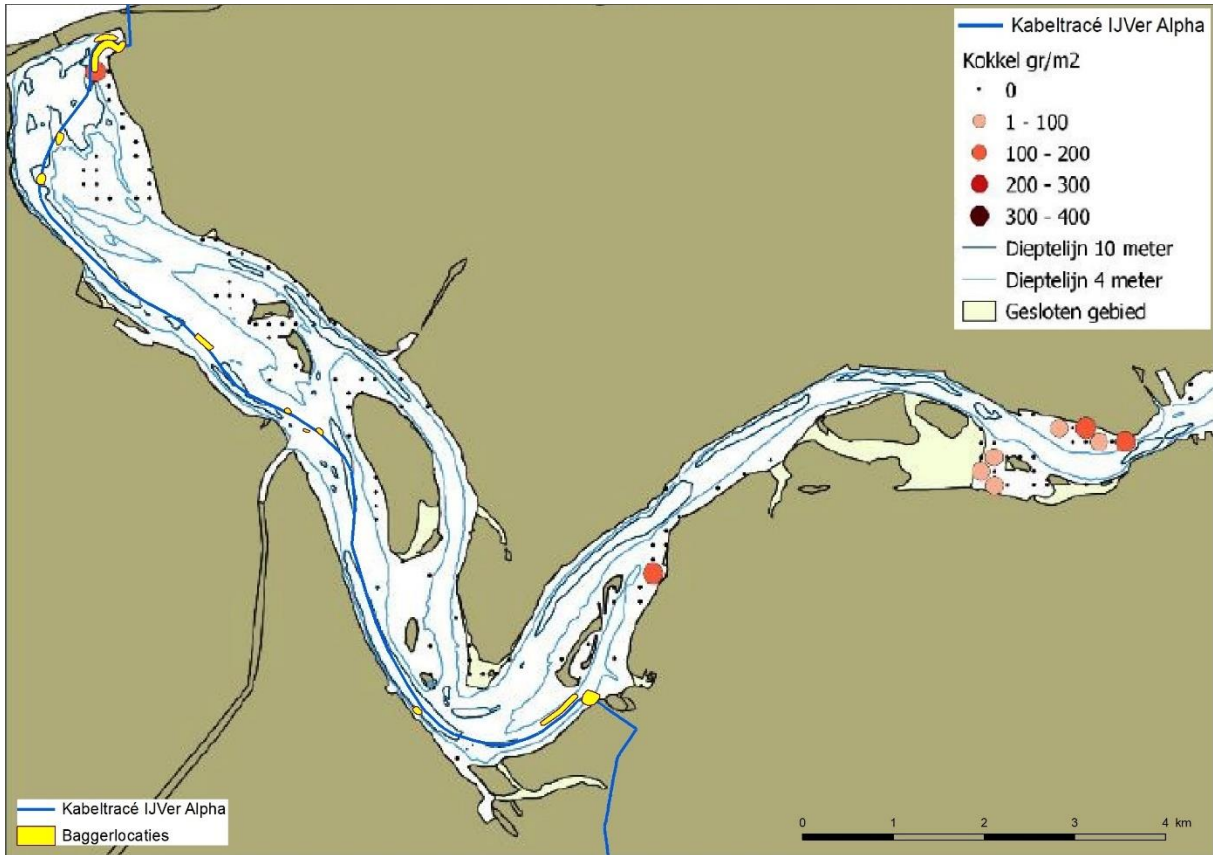 Kabeltracé IJVer Alpha
Kokkel gr/m2
0
1 - 100
100 - 200
200 - 300
300 - 400
Dieptelijn 10 meter
Dieptelijn 4 meter
Gesloten gebied
Kabeltracé IJVer Alpha
Baggerlocaties
0 1 2 3 4 km